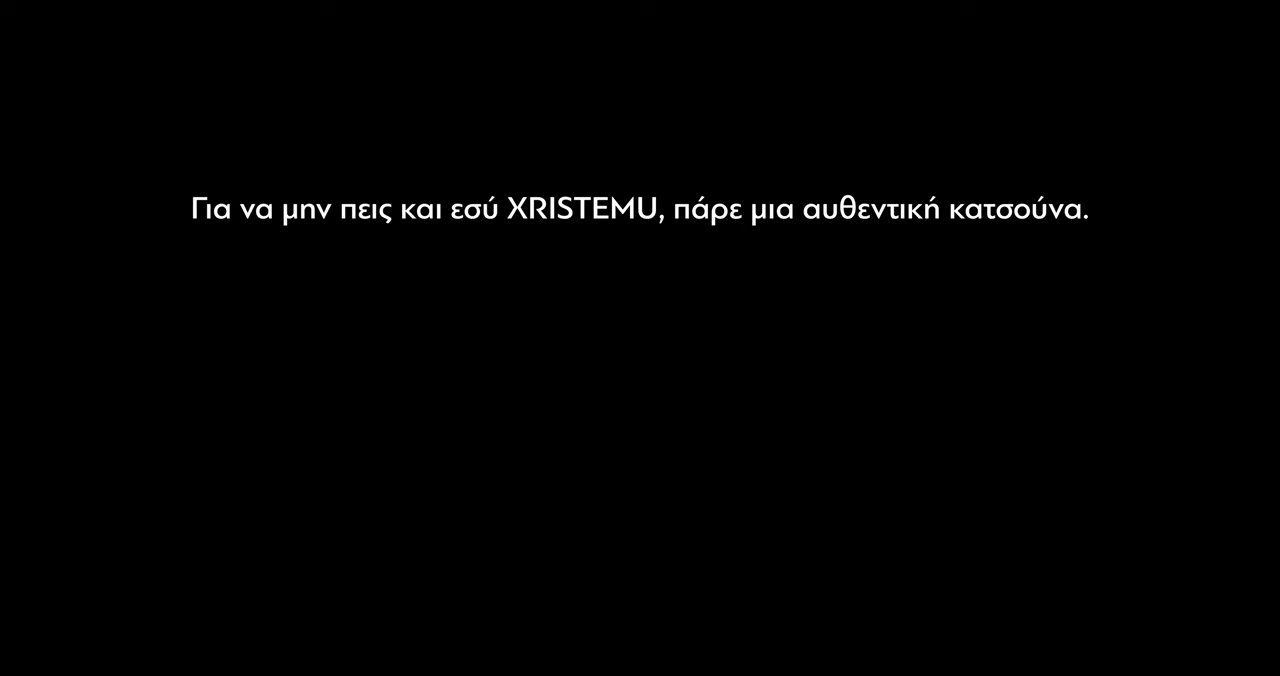 Για να μην πεις και εσύ XRISTEMU, πάρε μια αυθεντική κατσούνα.